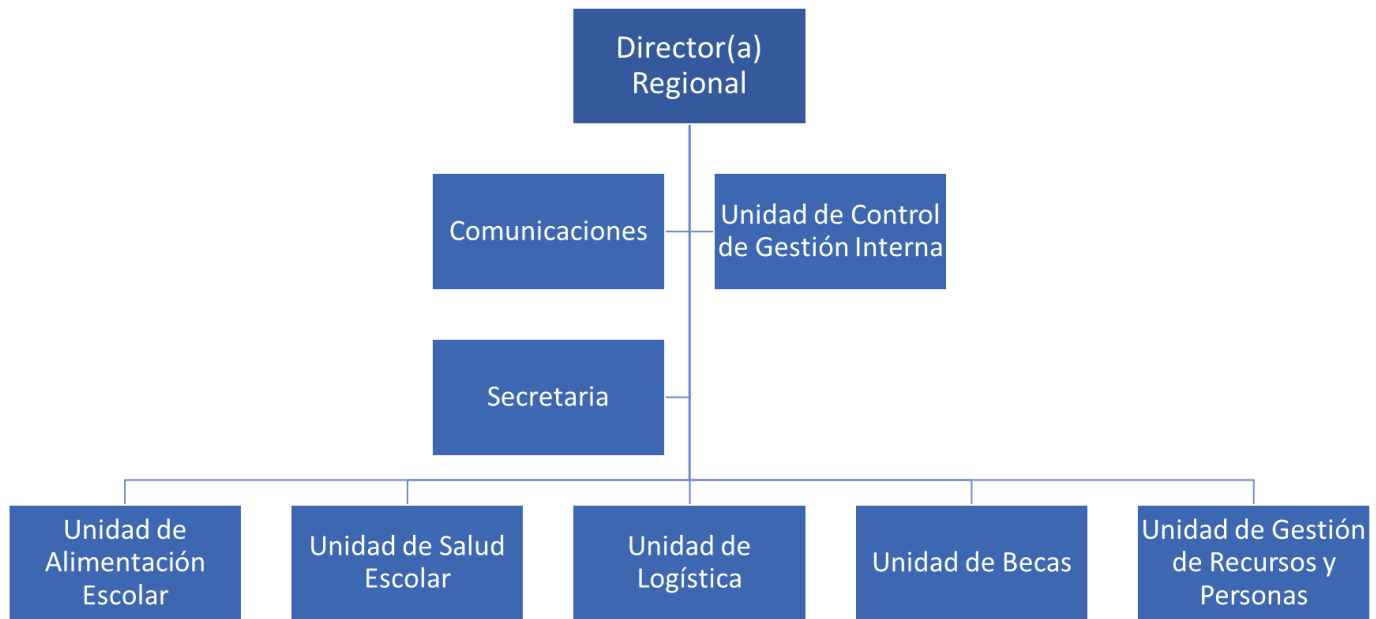 Director(a)
Regional
Comunicaciones
Unidad de Control
de Gestión Interna
Secretaria
Unidad de
Alimentación
Escolar
Unidad de Salud
Escolar
Unidad de
Logística
Unidad de Becas
Unidad de Gestión
de Recursos y
Personas